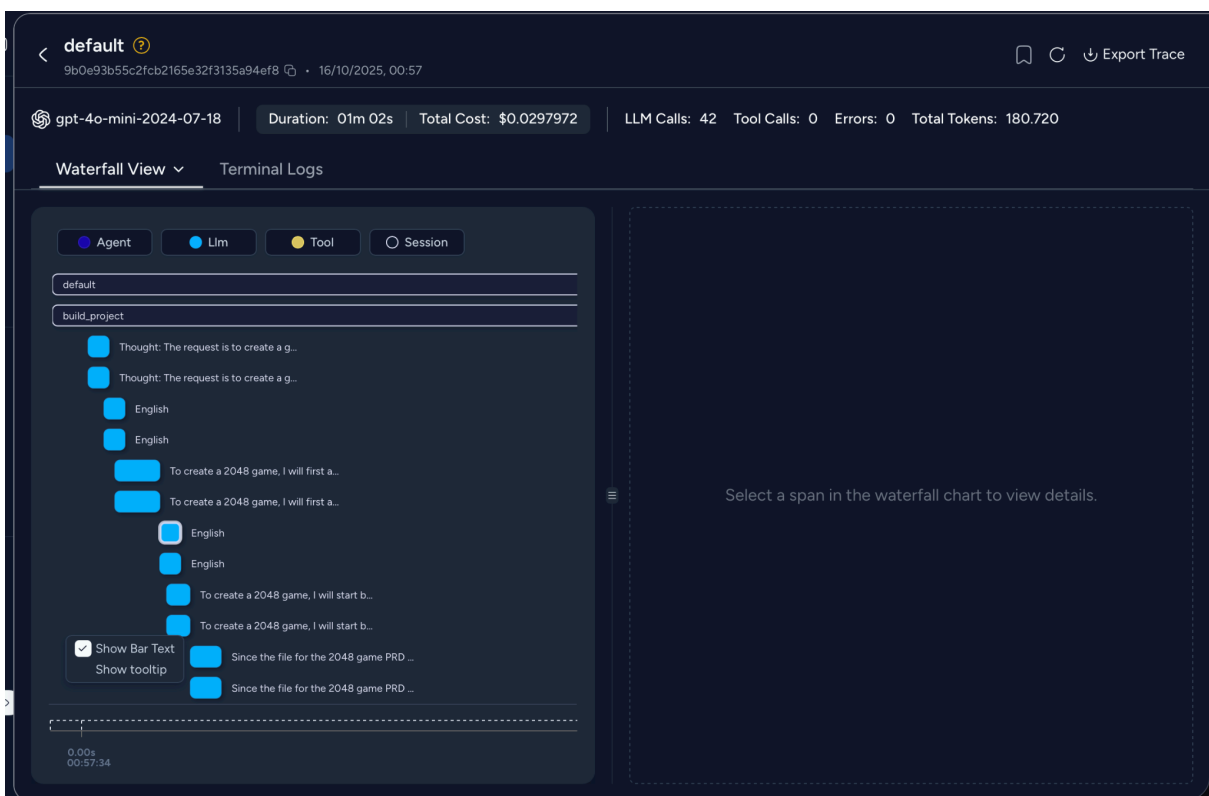 default ?
9b0e93b55c2fcb2165e32f3135a94ef8 • 16/10/2025, 00:57
Export Trace
gpt-4o-mini-2024-07-18
Duration: 01m 02s
Total Cost: $0.0297972
LLM Calls: 42
Tool Calls: 0
Errors: 0
Total Tokens: 180.720
Waterfall View
Terminal Logs
Agent
Llm
Tool
Session
default
build_project
Thought: The request is to create a g...
Thought: The request is to create a g...
English
English
To create a 2048 game, I will first a...
To create a 2048 game, I will first a...
English
English
To create a 2048 game, I will start b...
To create a 2048 game, I will start b...
Show Bar Text
Show tooltip
Since the file for the 2048 game PRD ...
Since the file for the 2048 game PRD ...
0.00s
00:57:34
Select a span in the waterfall chart to view details.